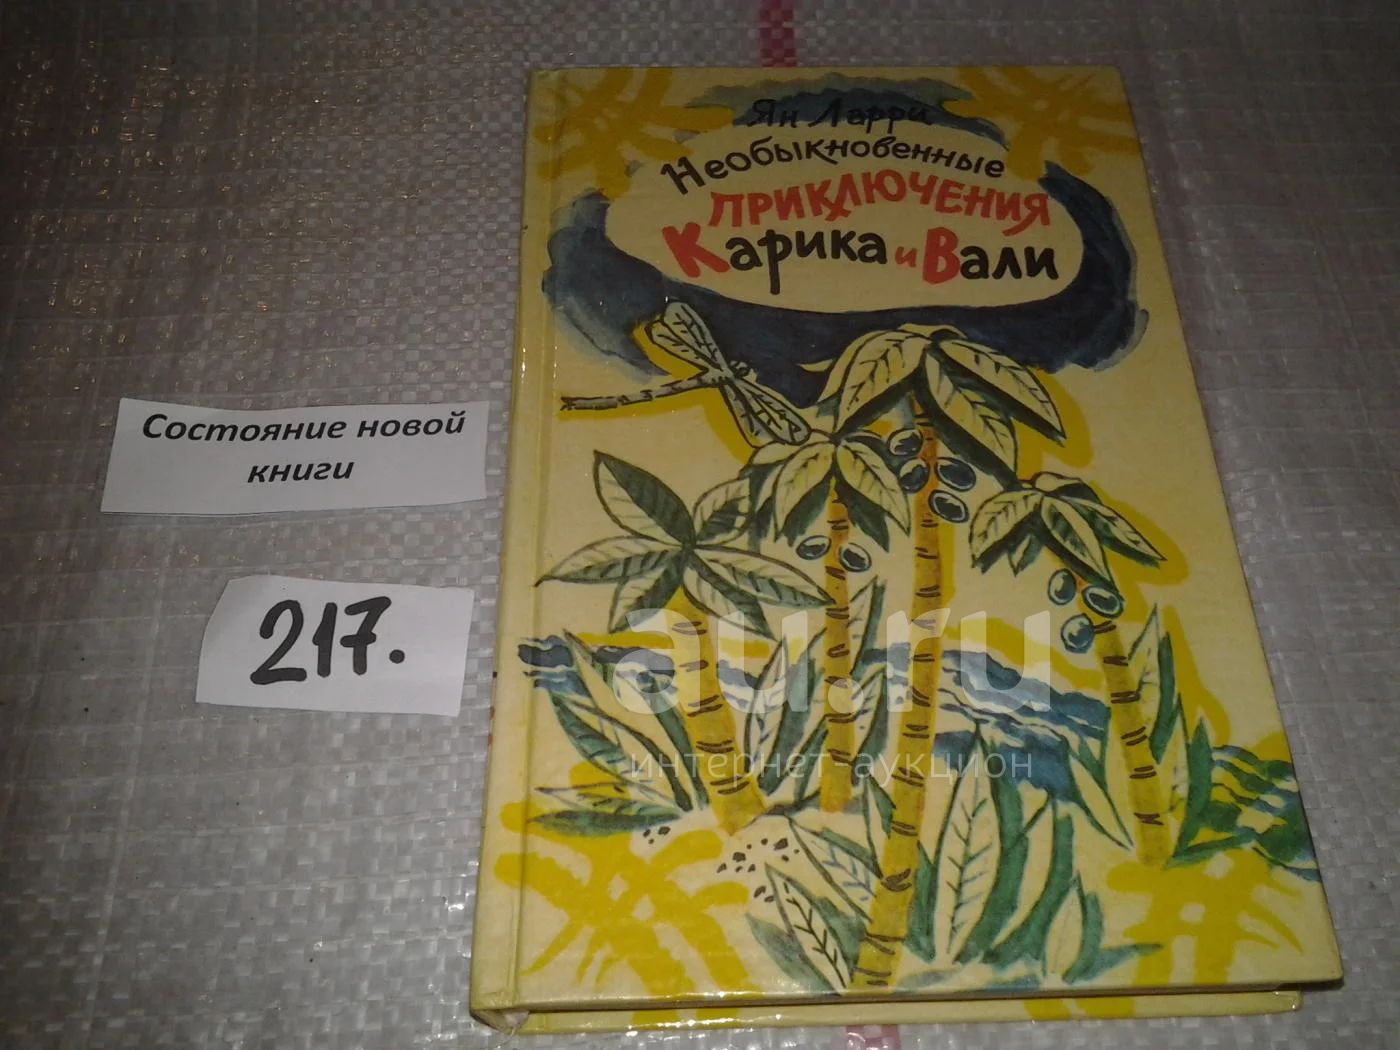 Ян Ларри
Необыкновенные
приключения
Карика и Вали
Состояние новой
книги
217.
au.ru
интернет-аукцион